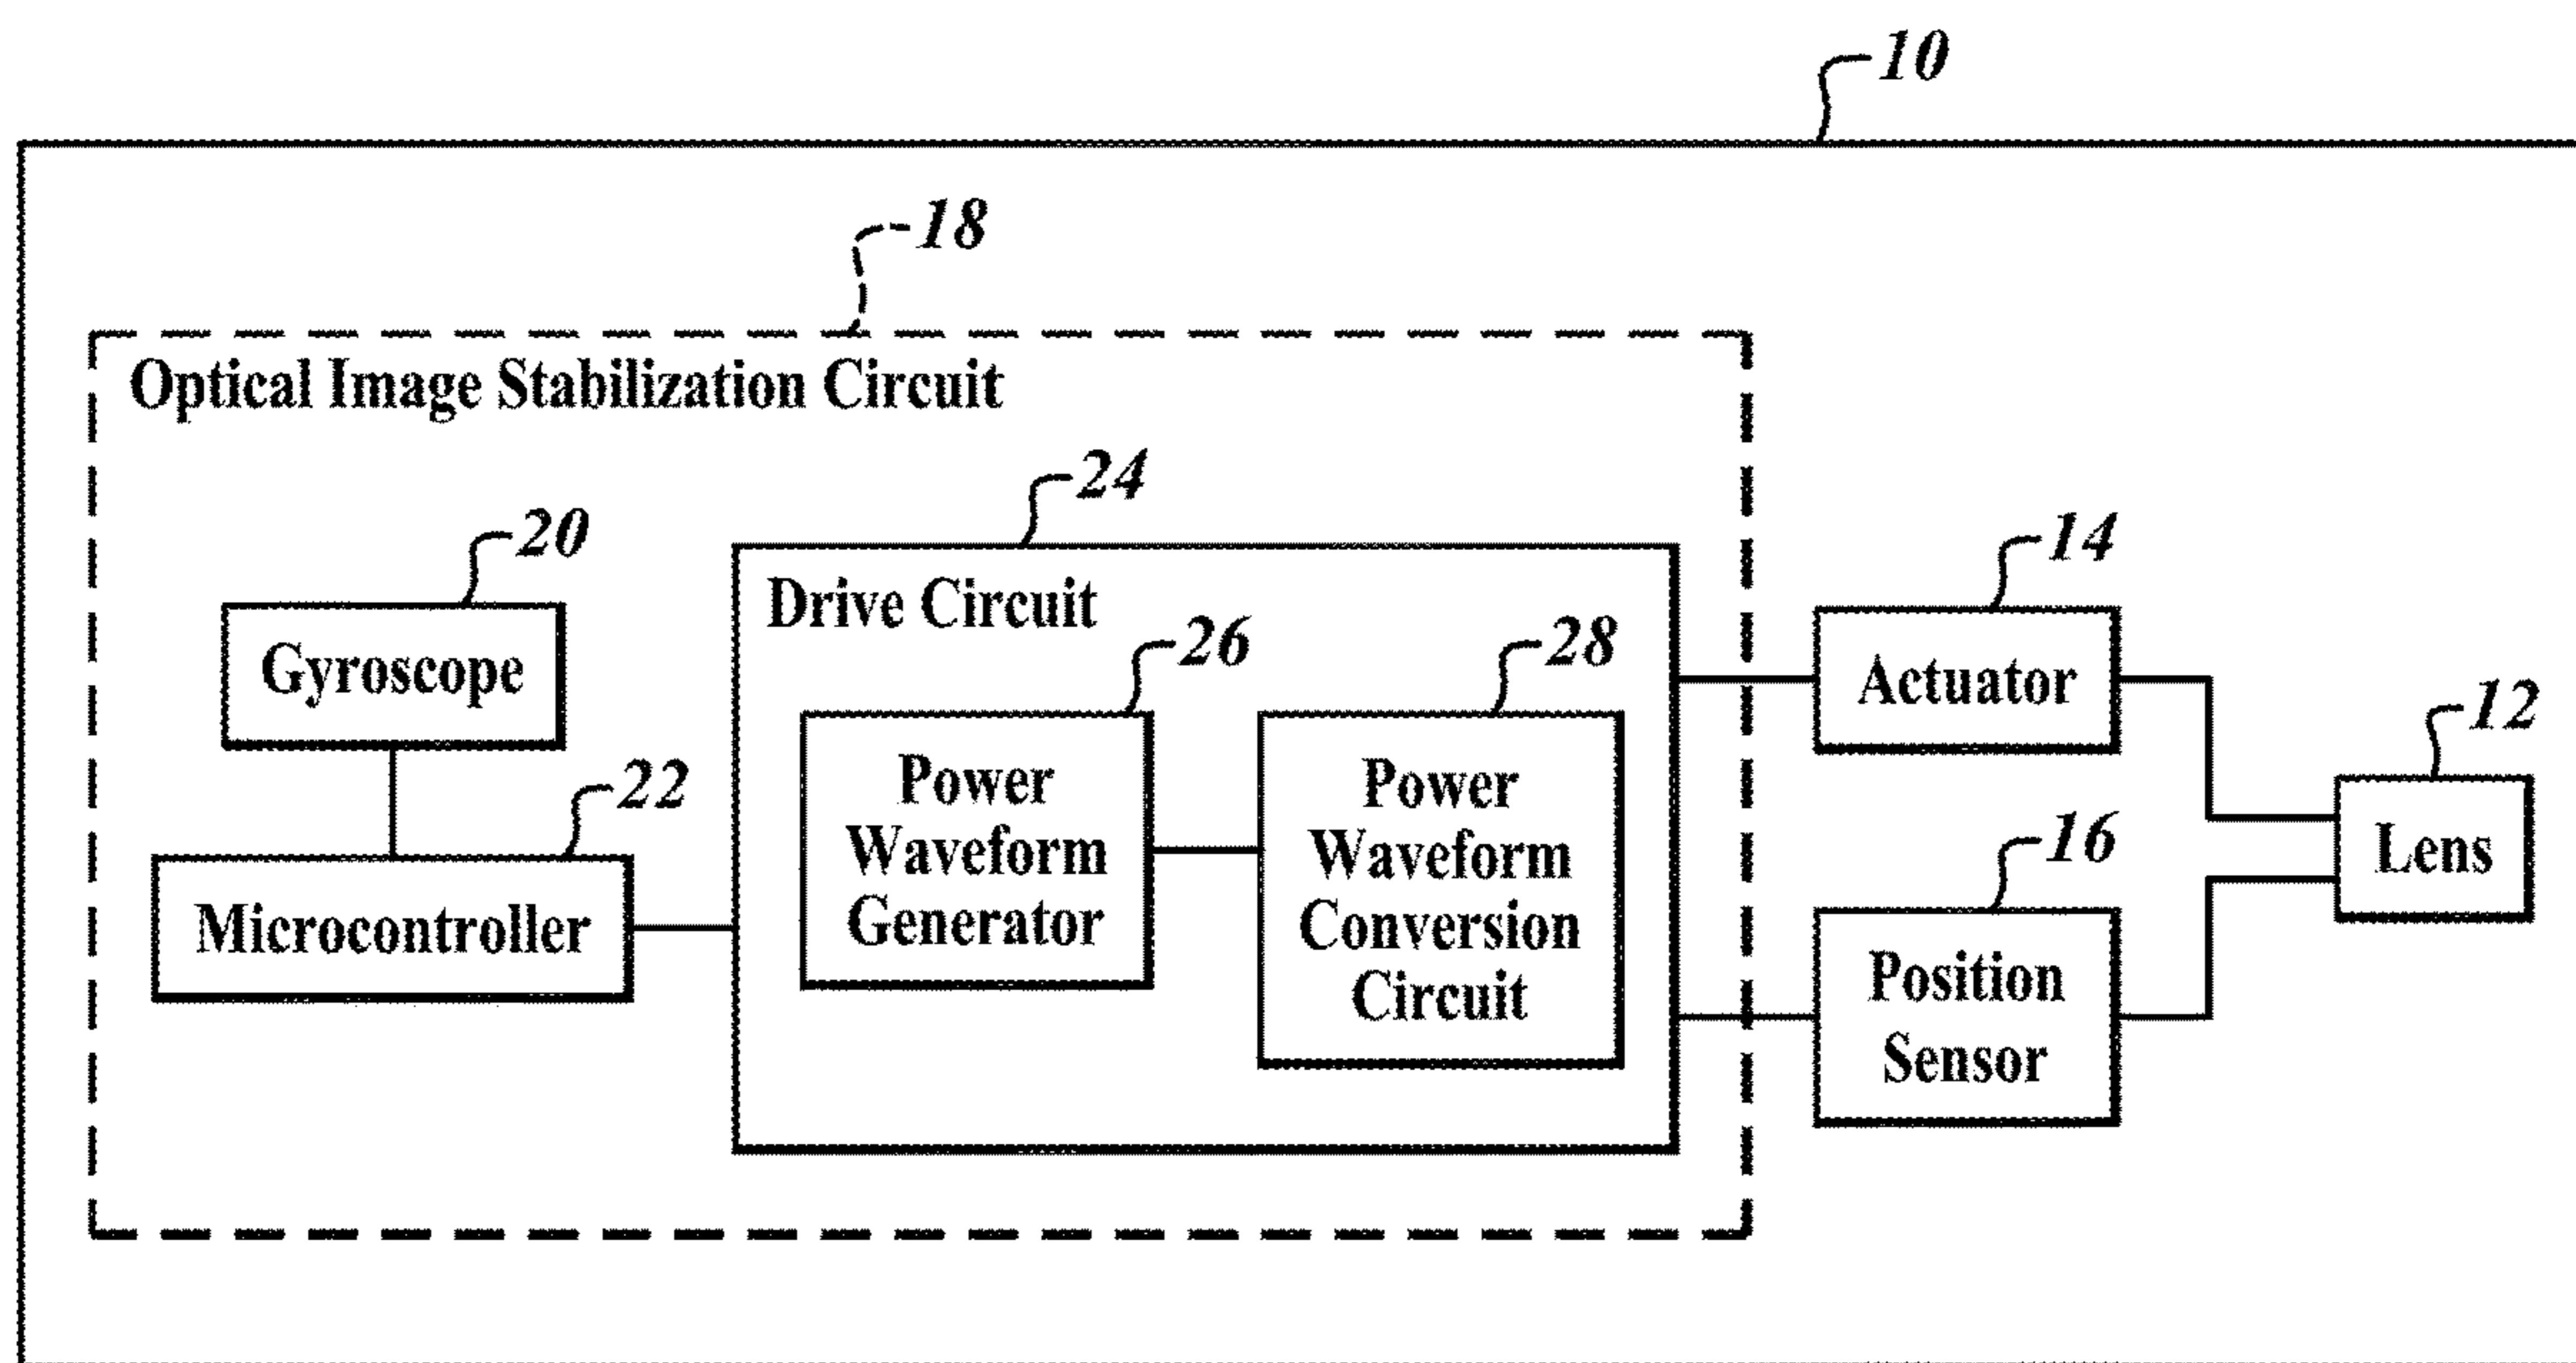 10
18
Optical Image Stabilization Circuit
24
20
14
Drive Circuit
26
28
Gyroscope
Actuator
12
Power
Waveform
Generator
Power
Waveform
Conversion
Circuit
22
16
Lens
Microcontroller
Position
Sensor